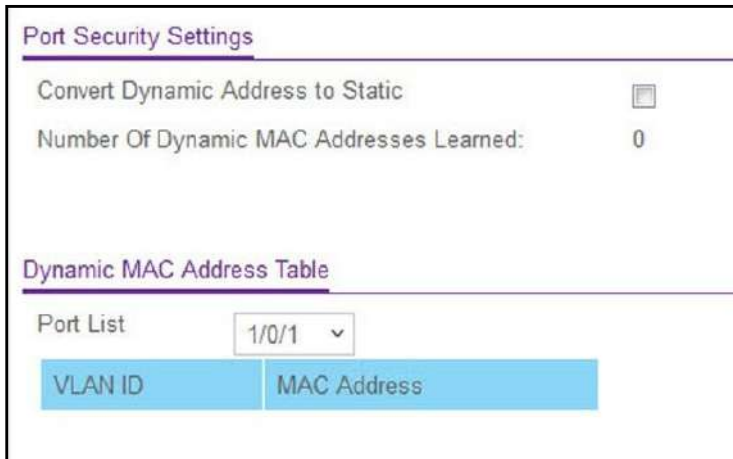 Port Security Settings
Convert Dynamic Address to Static
Number Of Dynamic MAC Addresses Learned: 0
Dynamic MAC Address Table
Port List 1/0/1
VLAN ID MAC Address